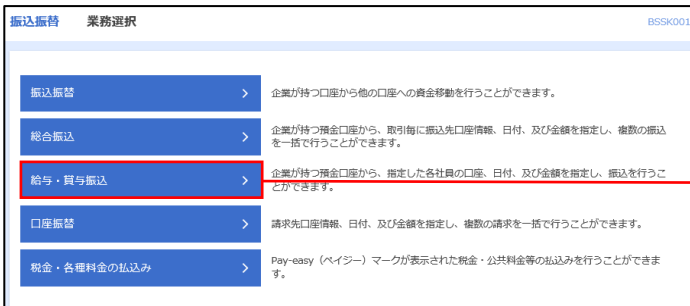 振込振替 業務選択 BSSK001
振込振替
企業が持つ口座から他の口座への資金移動を行うことができます。
総合振込
企業が持つ預金口座から、取引毎に振込先口座情報、日付、及び金額を指定し、複数の振込
を一括で行うことができます。
給与・賞与振込
企業が持つ預金口座から、指定した各社員の口座、日付、及び金額を指定し、振込を行うこ
とができます。
口座振替
請求先口座情報、日付、及び金額を指定し、複数の請求を一括で行うことができます。
税金・各種料金の払込み
Pay-easy（ペイジー）マークが表示された税金・公共料金等の払込みを行うことができま
す。